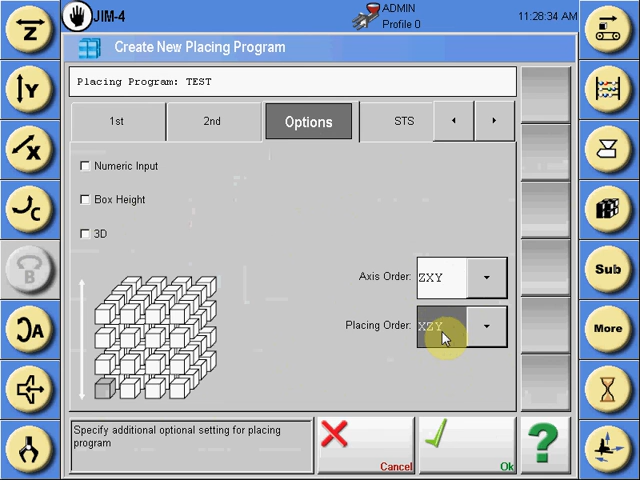 JIM-4
ADMIN
Profile 0
11:28:34 AM
Create New Placing Program
Placing Program: TEST
1st
2nd
Options
STS
Numeric Input
Box Height
3D
Axis Order:
ZXY
Placing Order:
XZY
Specify additional optional setting for placing
program
Cancel
Ok
?
Z
Y
X
C
B
CA
Sub
More